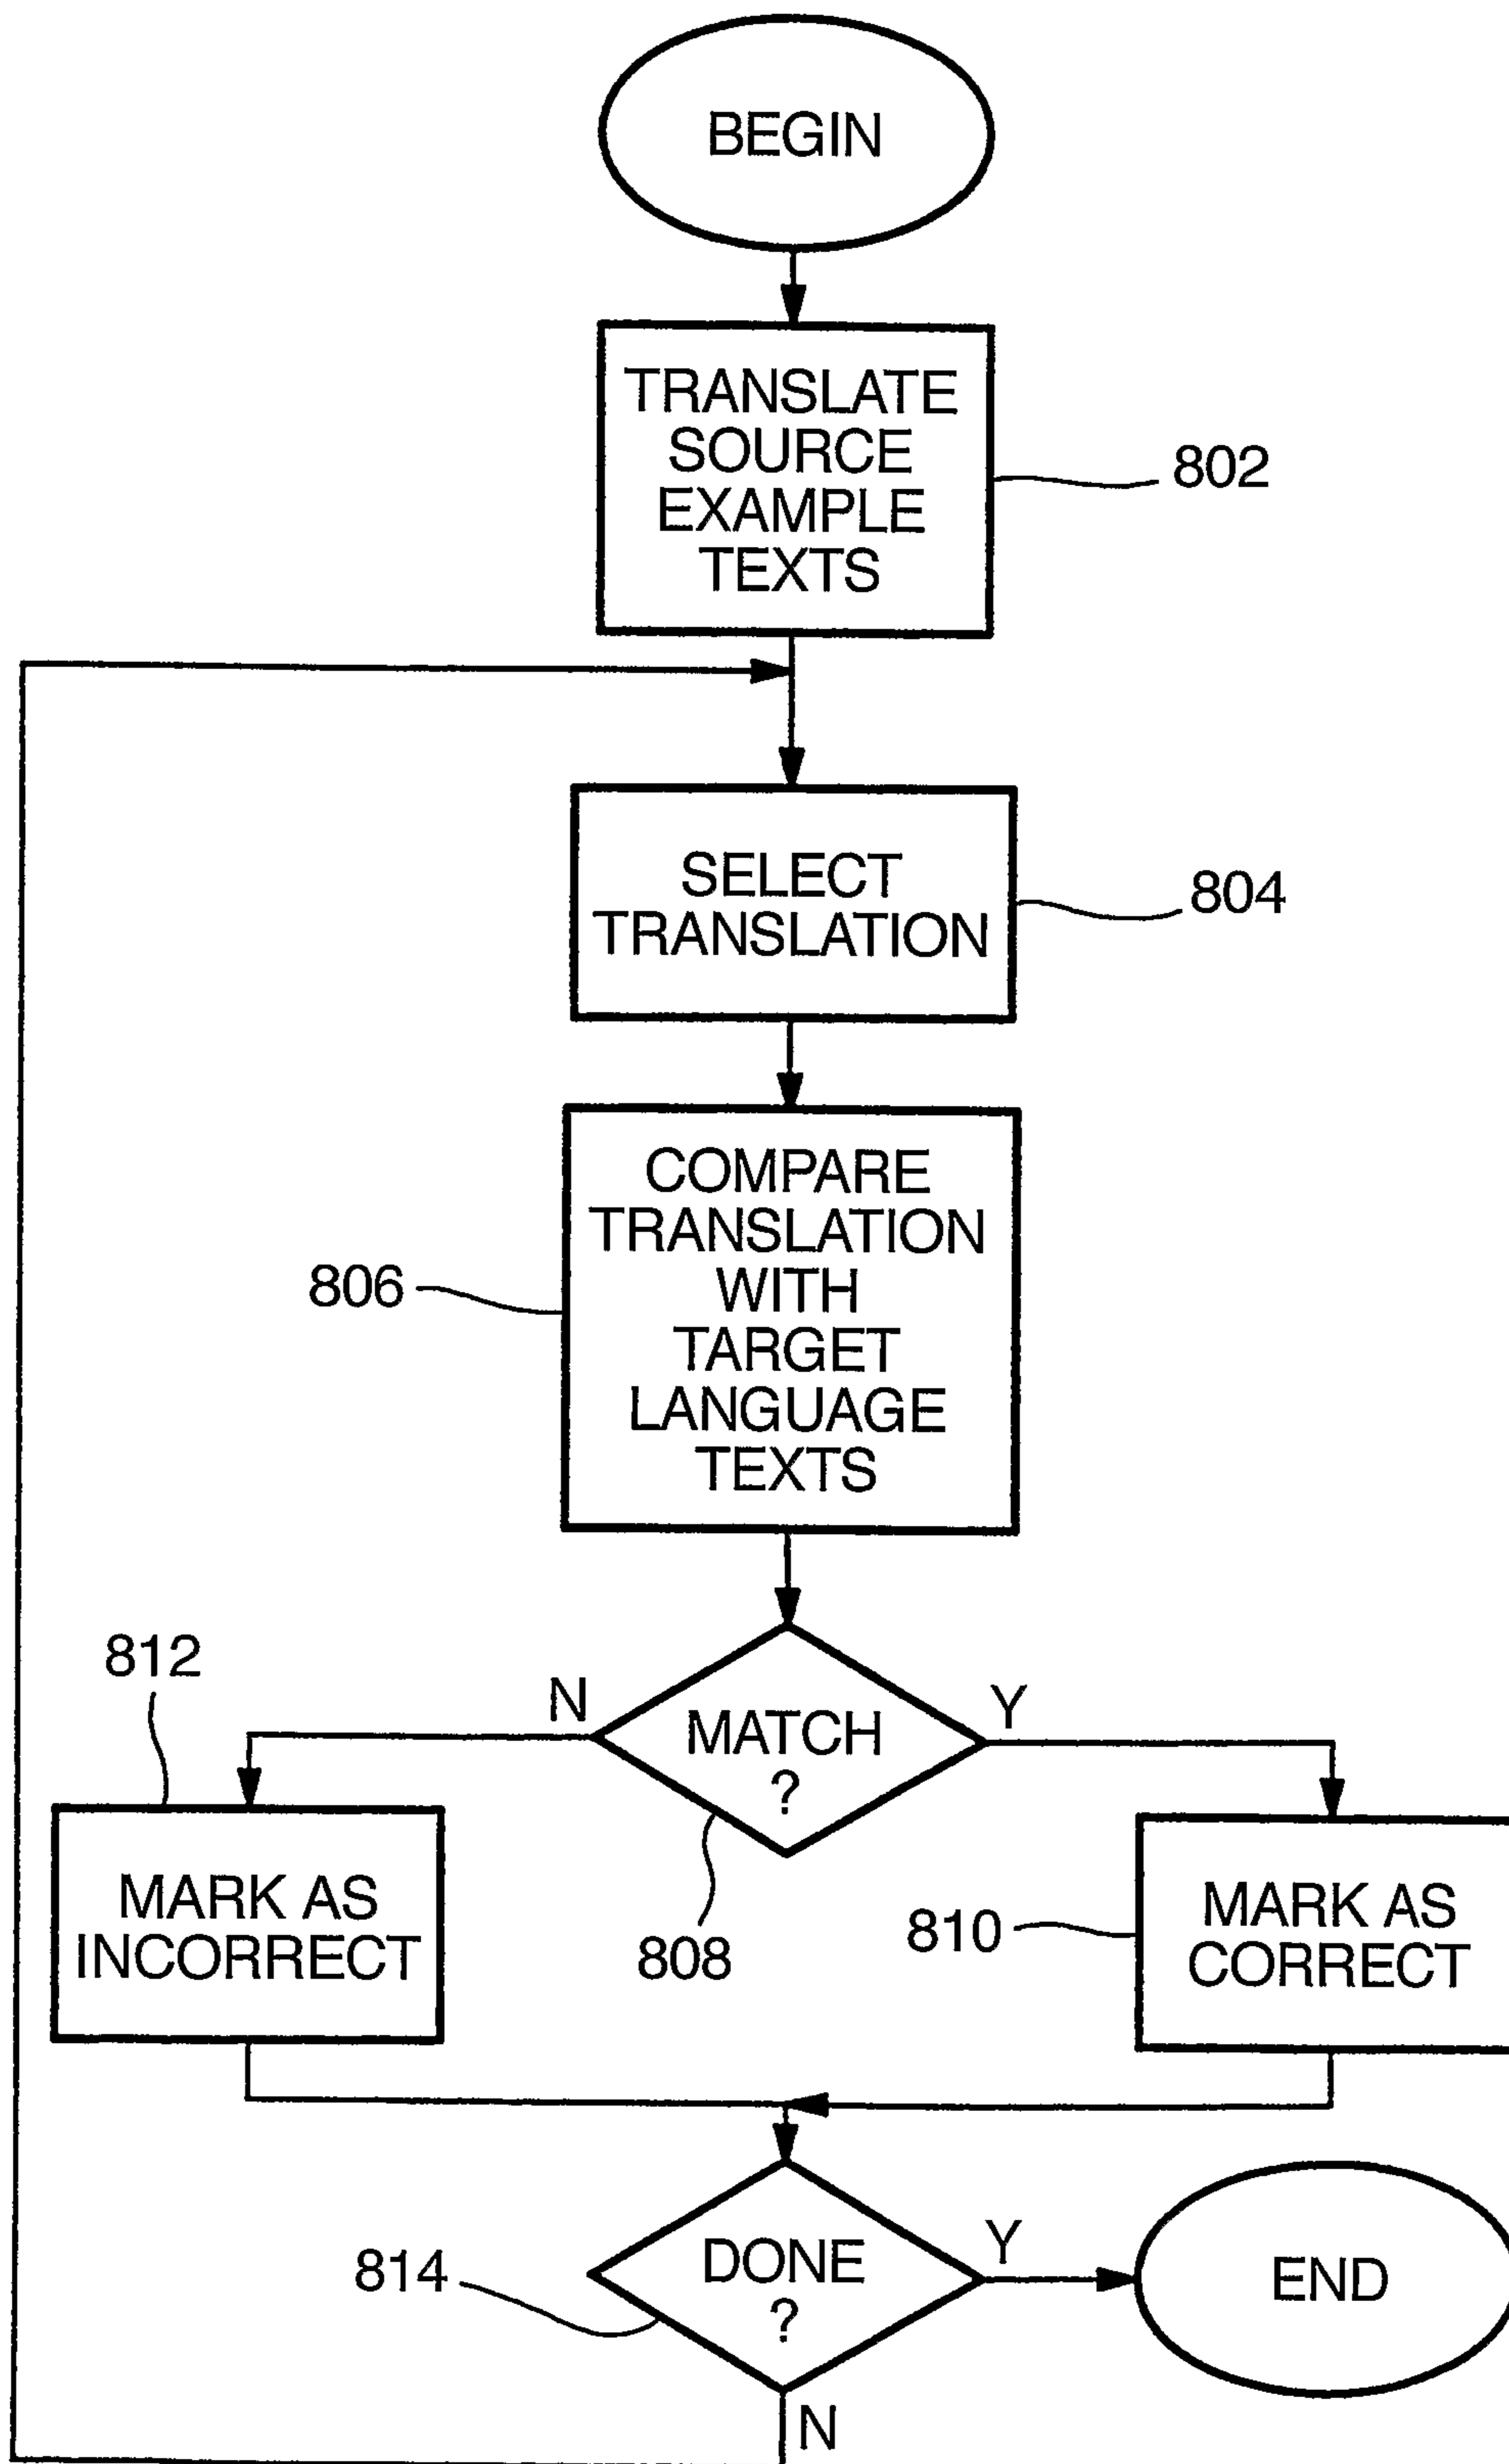 BEGIN
TRANSLATE
SOURCE
EXAMPLE
TEXTS
802
SELECT
TRANSLATION
804
COMPARE
TRANSLATION
WITH
TARGET
LANGUAGE
TEXTS
806
812
N
MATCH
?
Y
MARK AS
INCORRECT
808
810
MARK AS
CORRECT
814
DONE
?
Y
END
N